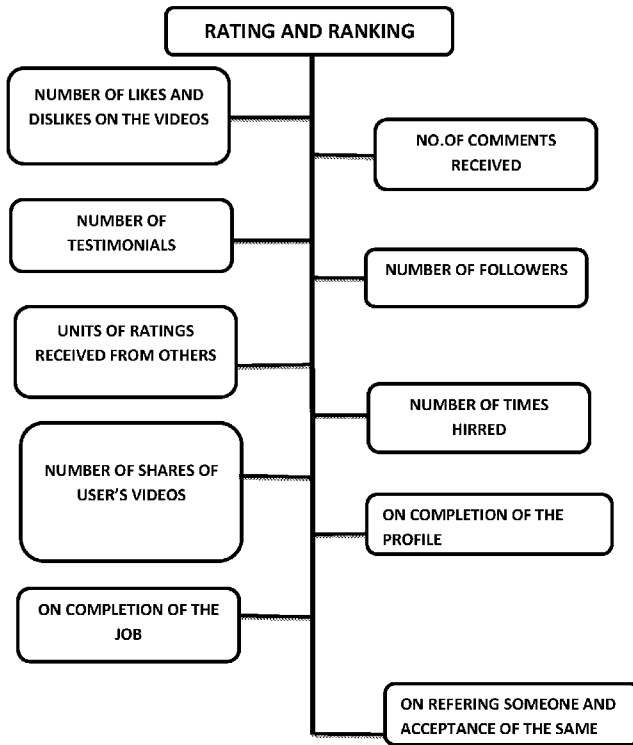 RATING AND RANKING
NUMBER OF LIKES AND
DISLIKES ON THE VIDEOS
NO.OF COMMENTS
RECEIVED
NUMBER OF
TESTIMONIALS
NUMBER OF FOLLOWERS
UNITS OF RATINGS
RECEIVED FROM OTHERS
NUMBER OF TIMES
HIRRED
NUMBER OF SHARES OF
USER'S VIDEOS
ON COMPLETION OF THE
PROFILE
ON COMPLETION OF THE
JOB
ON REFERING SOMEONE AND
ACCEPTANCE OF THE SAME